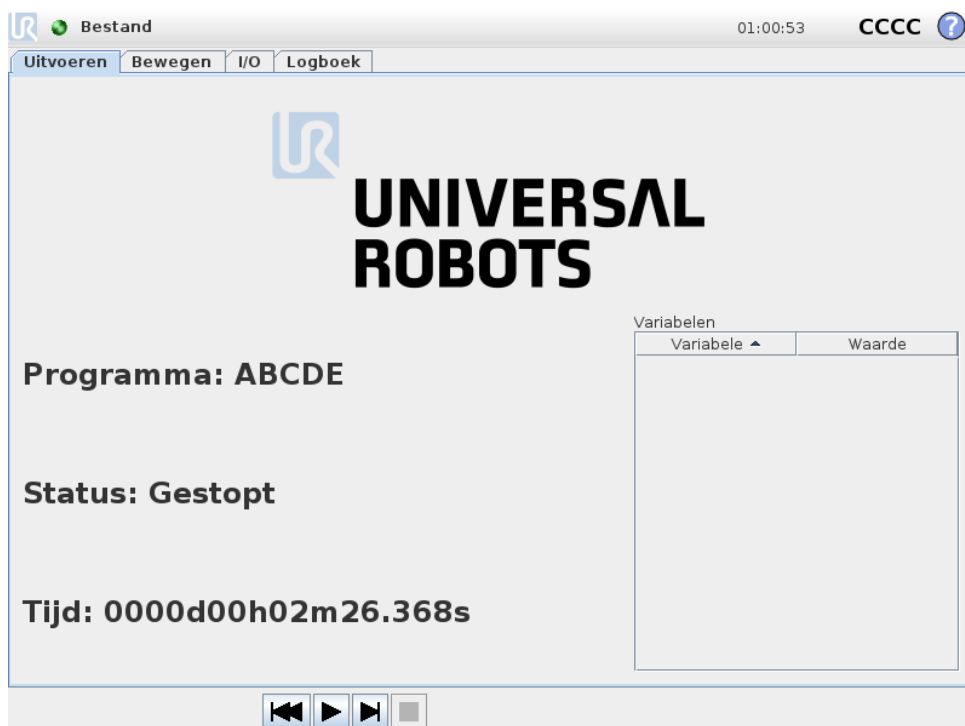 Bestand
01:00:53
CCCC
?
Uitvoeren
Bewegen
I/O
Logboek
UNIVERSAL
ROBOTS
Variabelen
Variabele
Waarde
Programma: ABCDE
Status: Gestopt
Tijd: 0000d00h02m26.368s